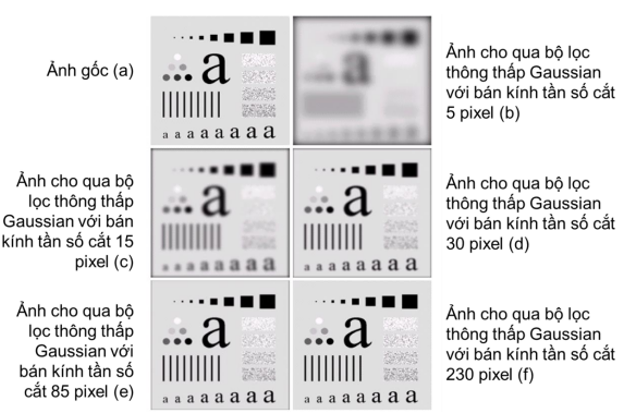 Ảnh gốc (a)
Ảnh cho qua bộ lọc
thông thấp Gaussian
với bán kính tần số cắt
5 pixel (b)
a
a a a a a a a a
Ảnh cho qua bộ
lọc thông thấp
Gaussian với bán
kính tần số cắt 15
pixel (c)
a
a a a a a a a a
a
a a a a a a a a
Ảnh cho qua bộ lọc
thông thấp Gaussian
với bán kính tần số cắt
30 pixel (d)
Ảnh cho qua bộ
lọc thông thấp
Gaussian với
bán kính tần số
cắt 85 pixel (e)
a
a a a a a a a a
a
a a a a a a a a
Ảnh cho qua bộ lọc
thông thấp Gaussian
với bán kính tần số cắt
230 pixel (f)